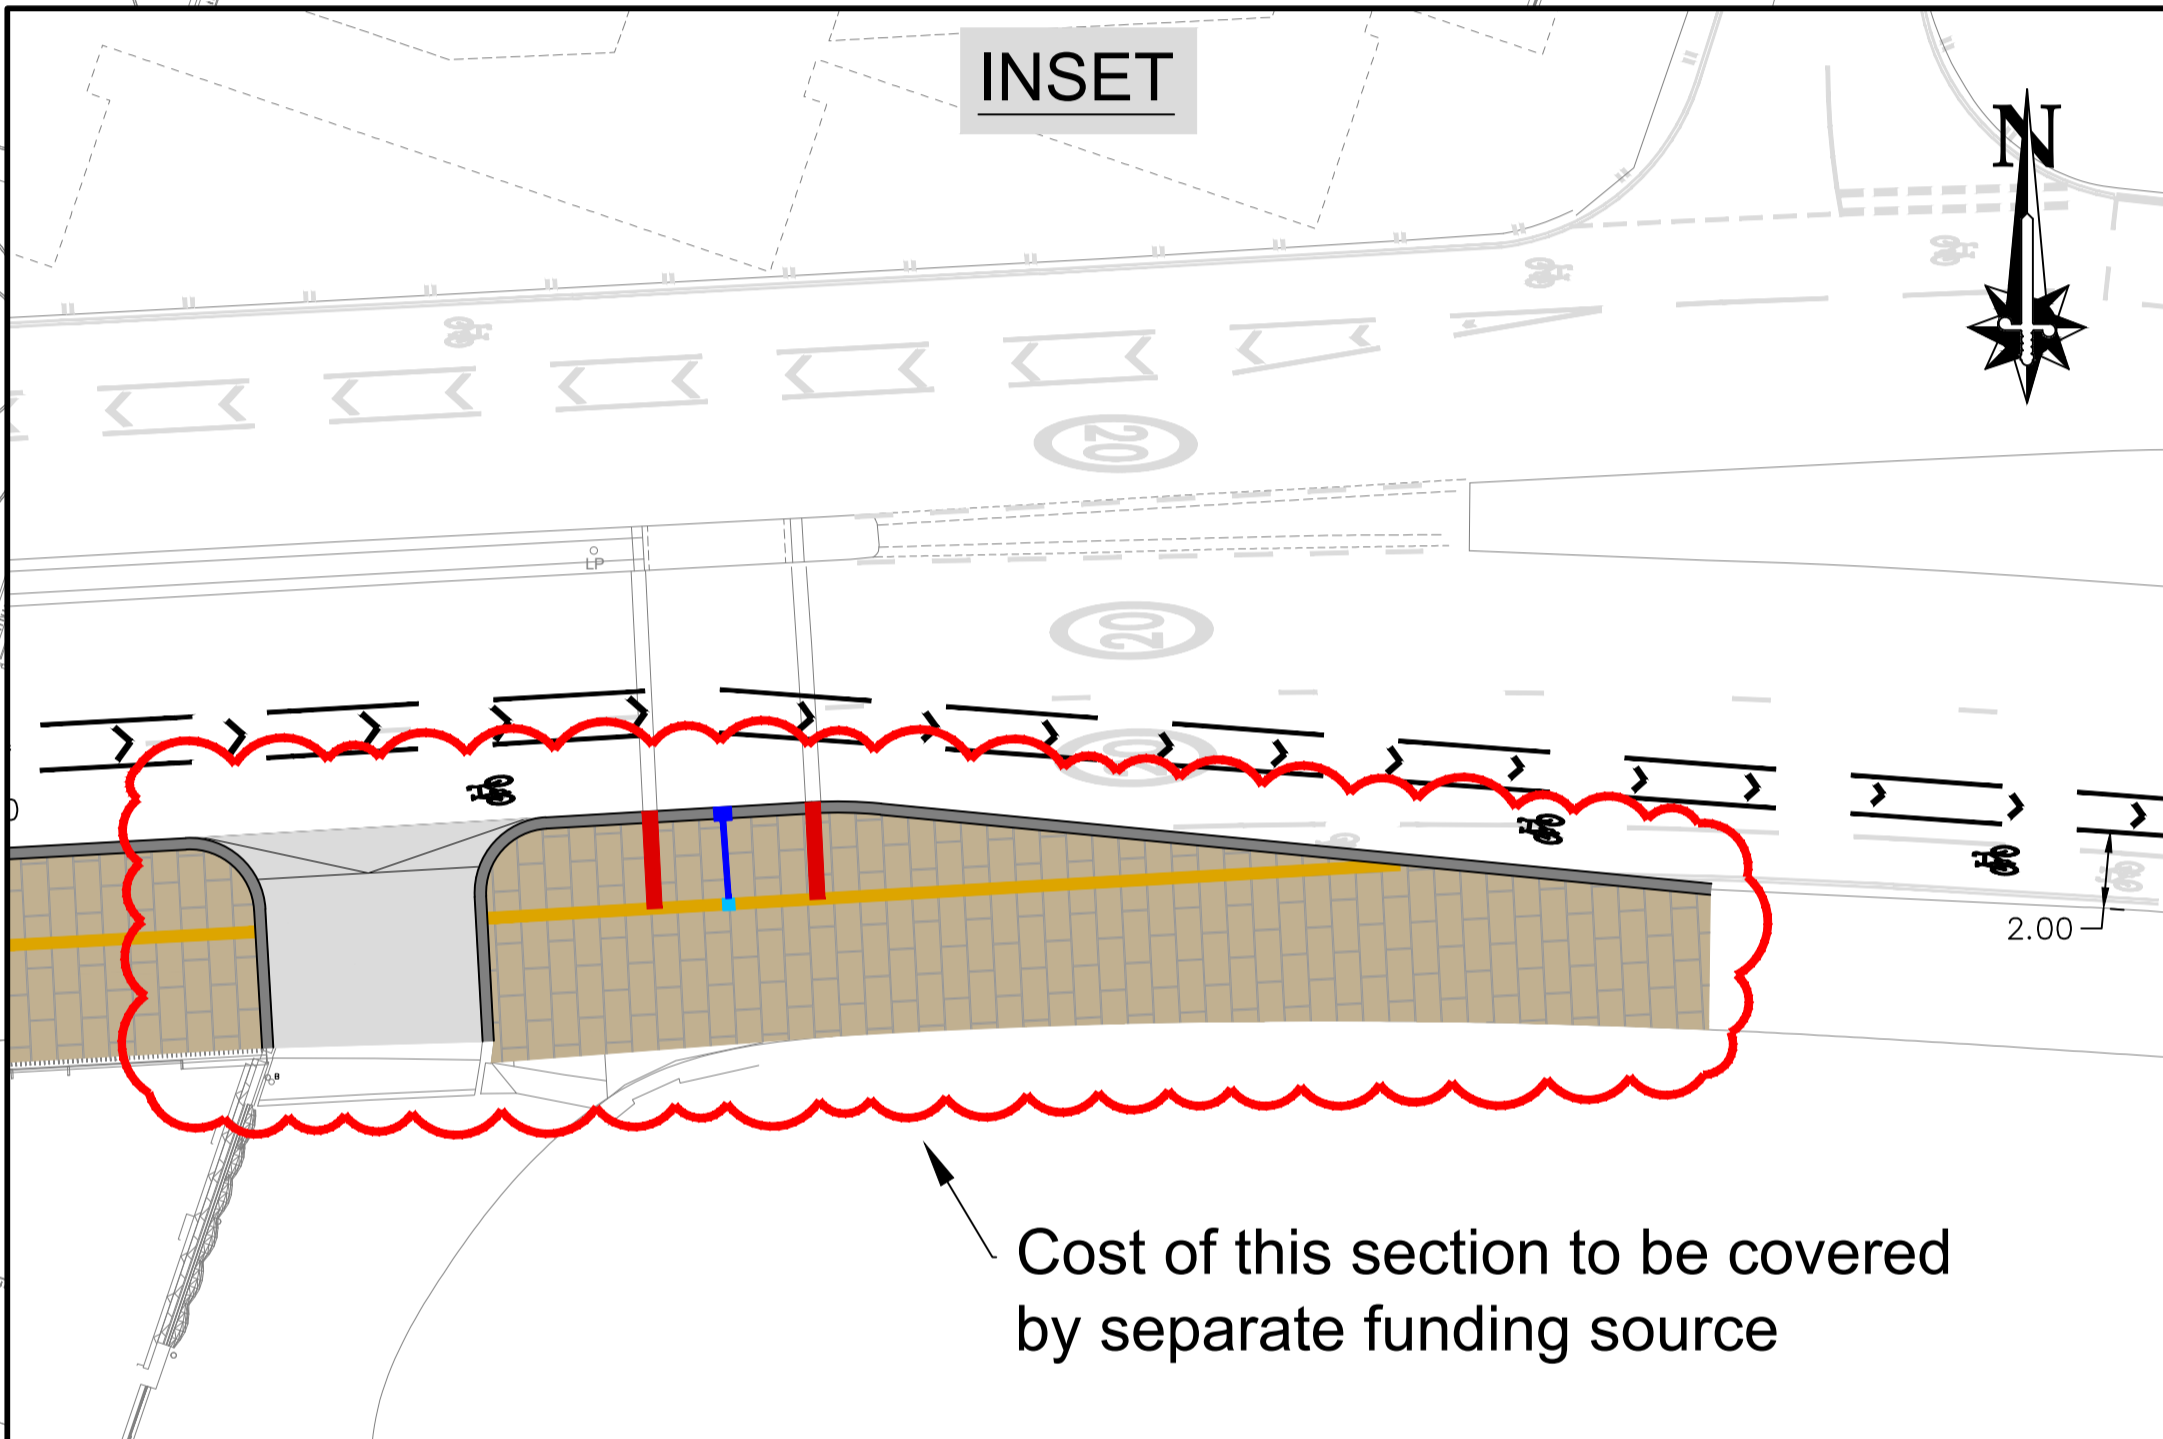 INSET
N
20
LP
20
2.00
Cost of this section to be covered
by separate funding source